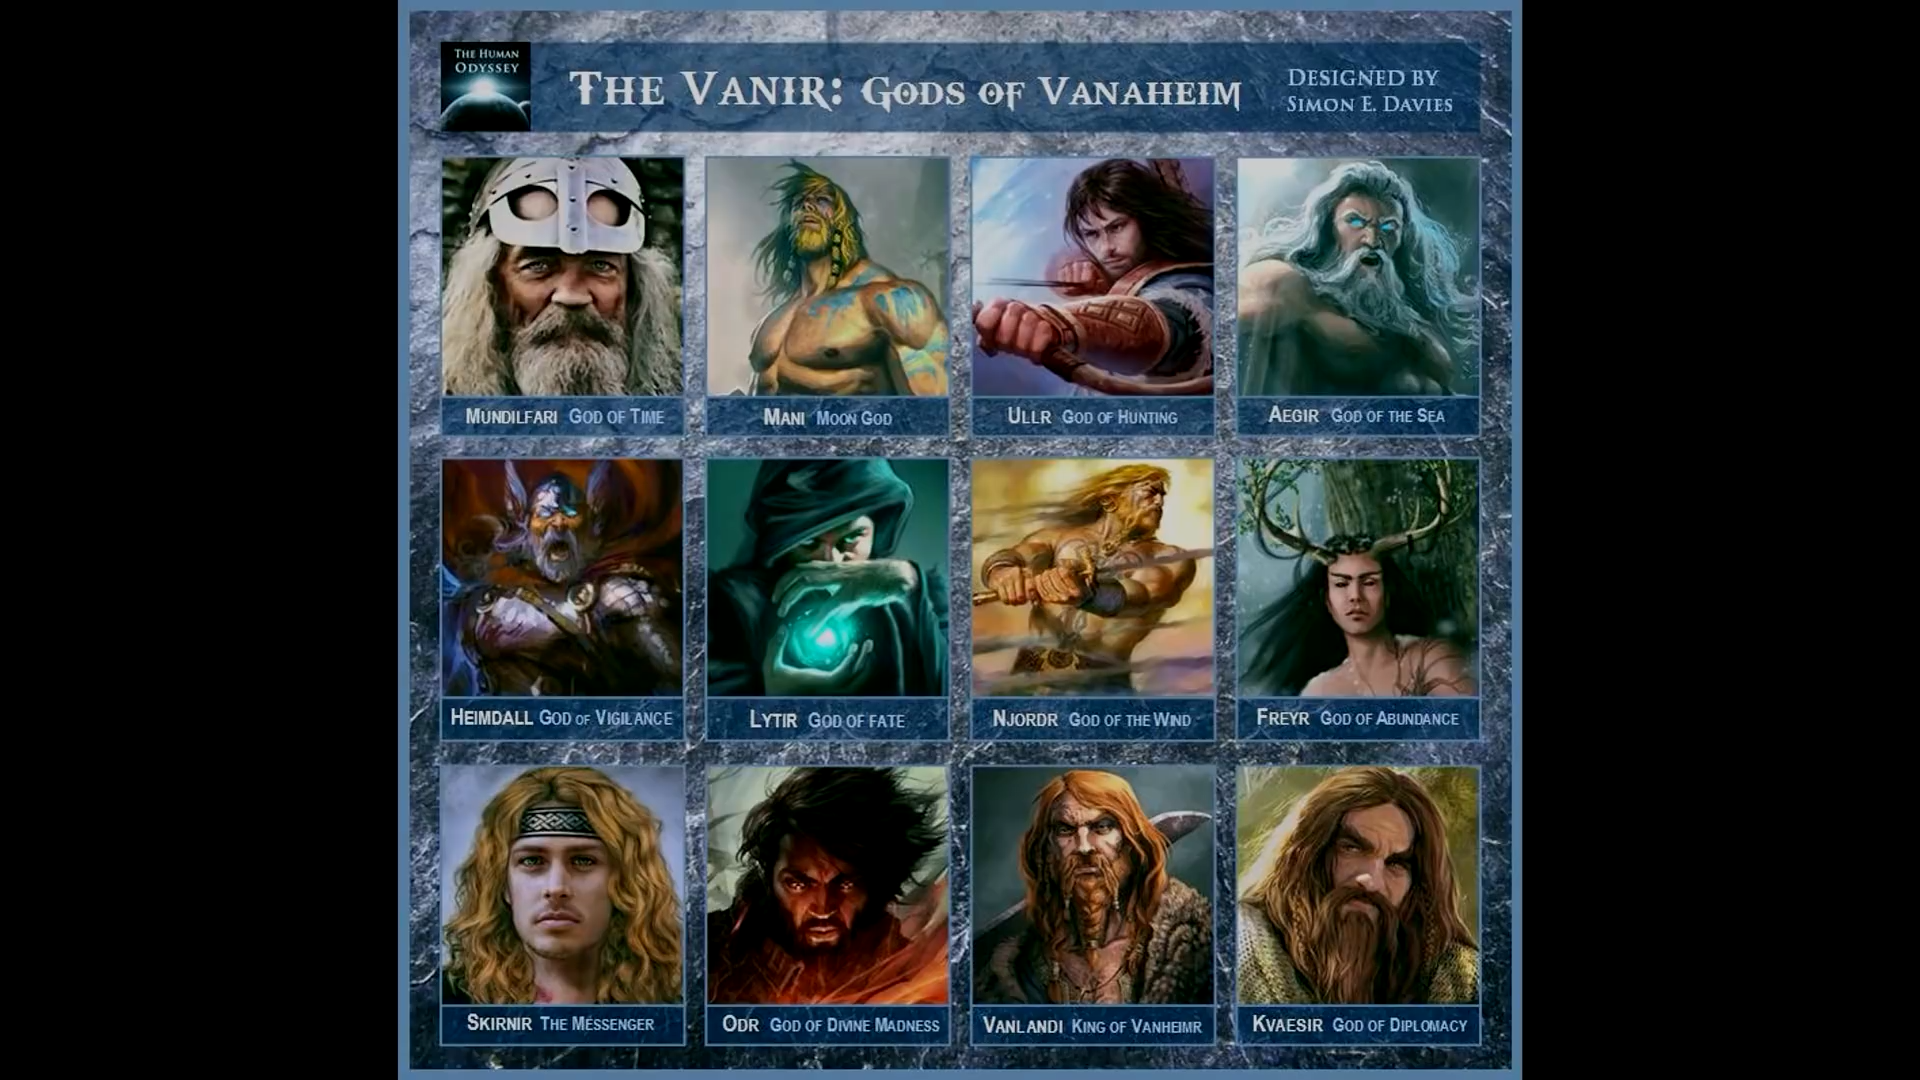 The Human
Odyssey
The Vanir: Gods of Vanaheim
Designed by
Simon E. Davies
Mundilfari God of Time
Mani Moon God
Ullr God of Hunting
Aegir God of the Sea
Heimdall God of Vigilance
Lytir God of fate
Njordr God of the Wind
Freyr God of Abundance
Skirnir The Messenger
Odr God of Divine Madness
Vanlandi King of Vanheimr
Kvaesir God of Diplomacy